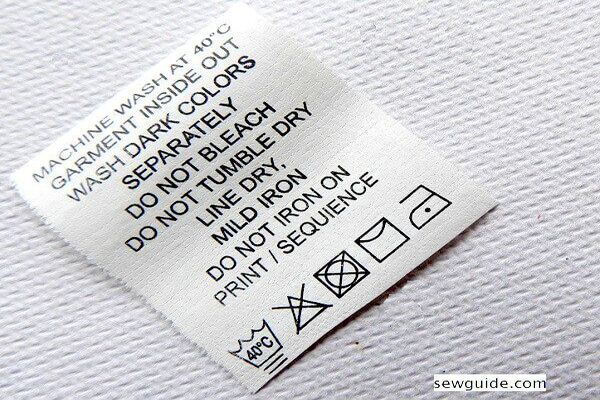 MACHINE WASH AT 40°C
GARMENT INSIDE OUT
WASH DARK COLORS
SEPARATELY
DO NOT BLEACH
DO NOT TUMBLE DRY
LINE DRY,
MILD IRON
DO NOT IRON ON
PRINT / SEQUIENCE
40°C
sewguide.com